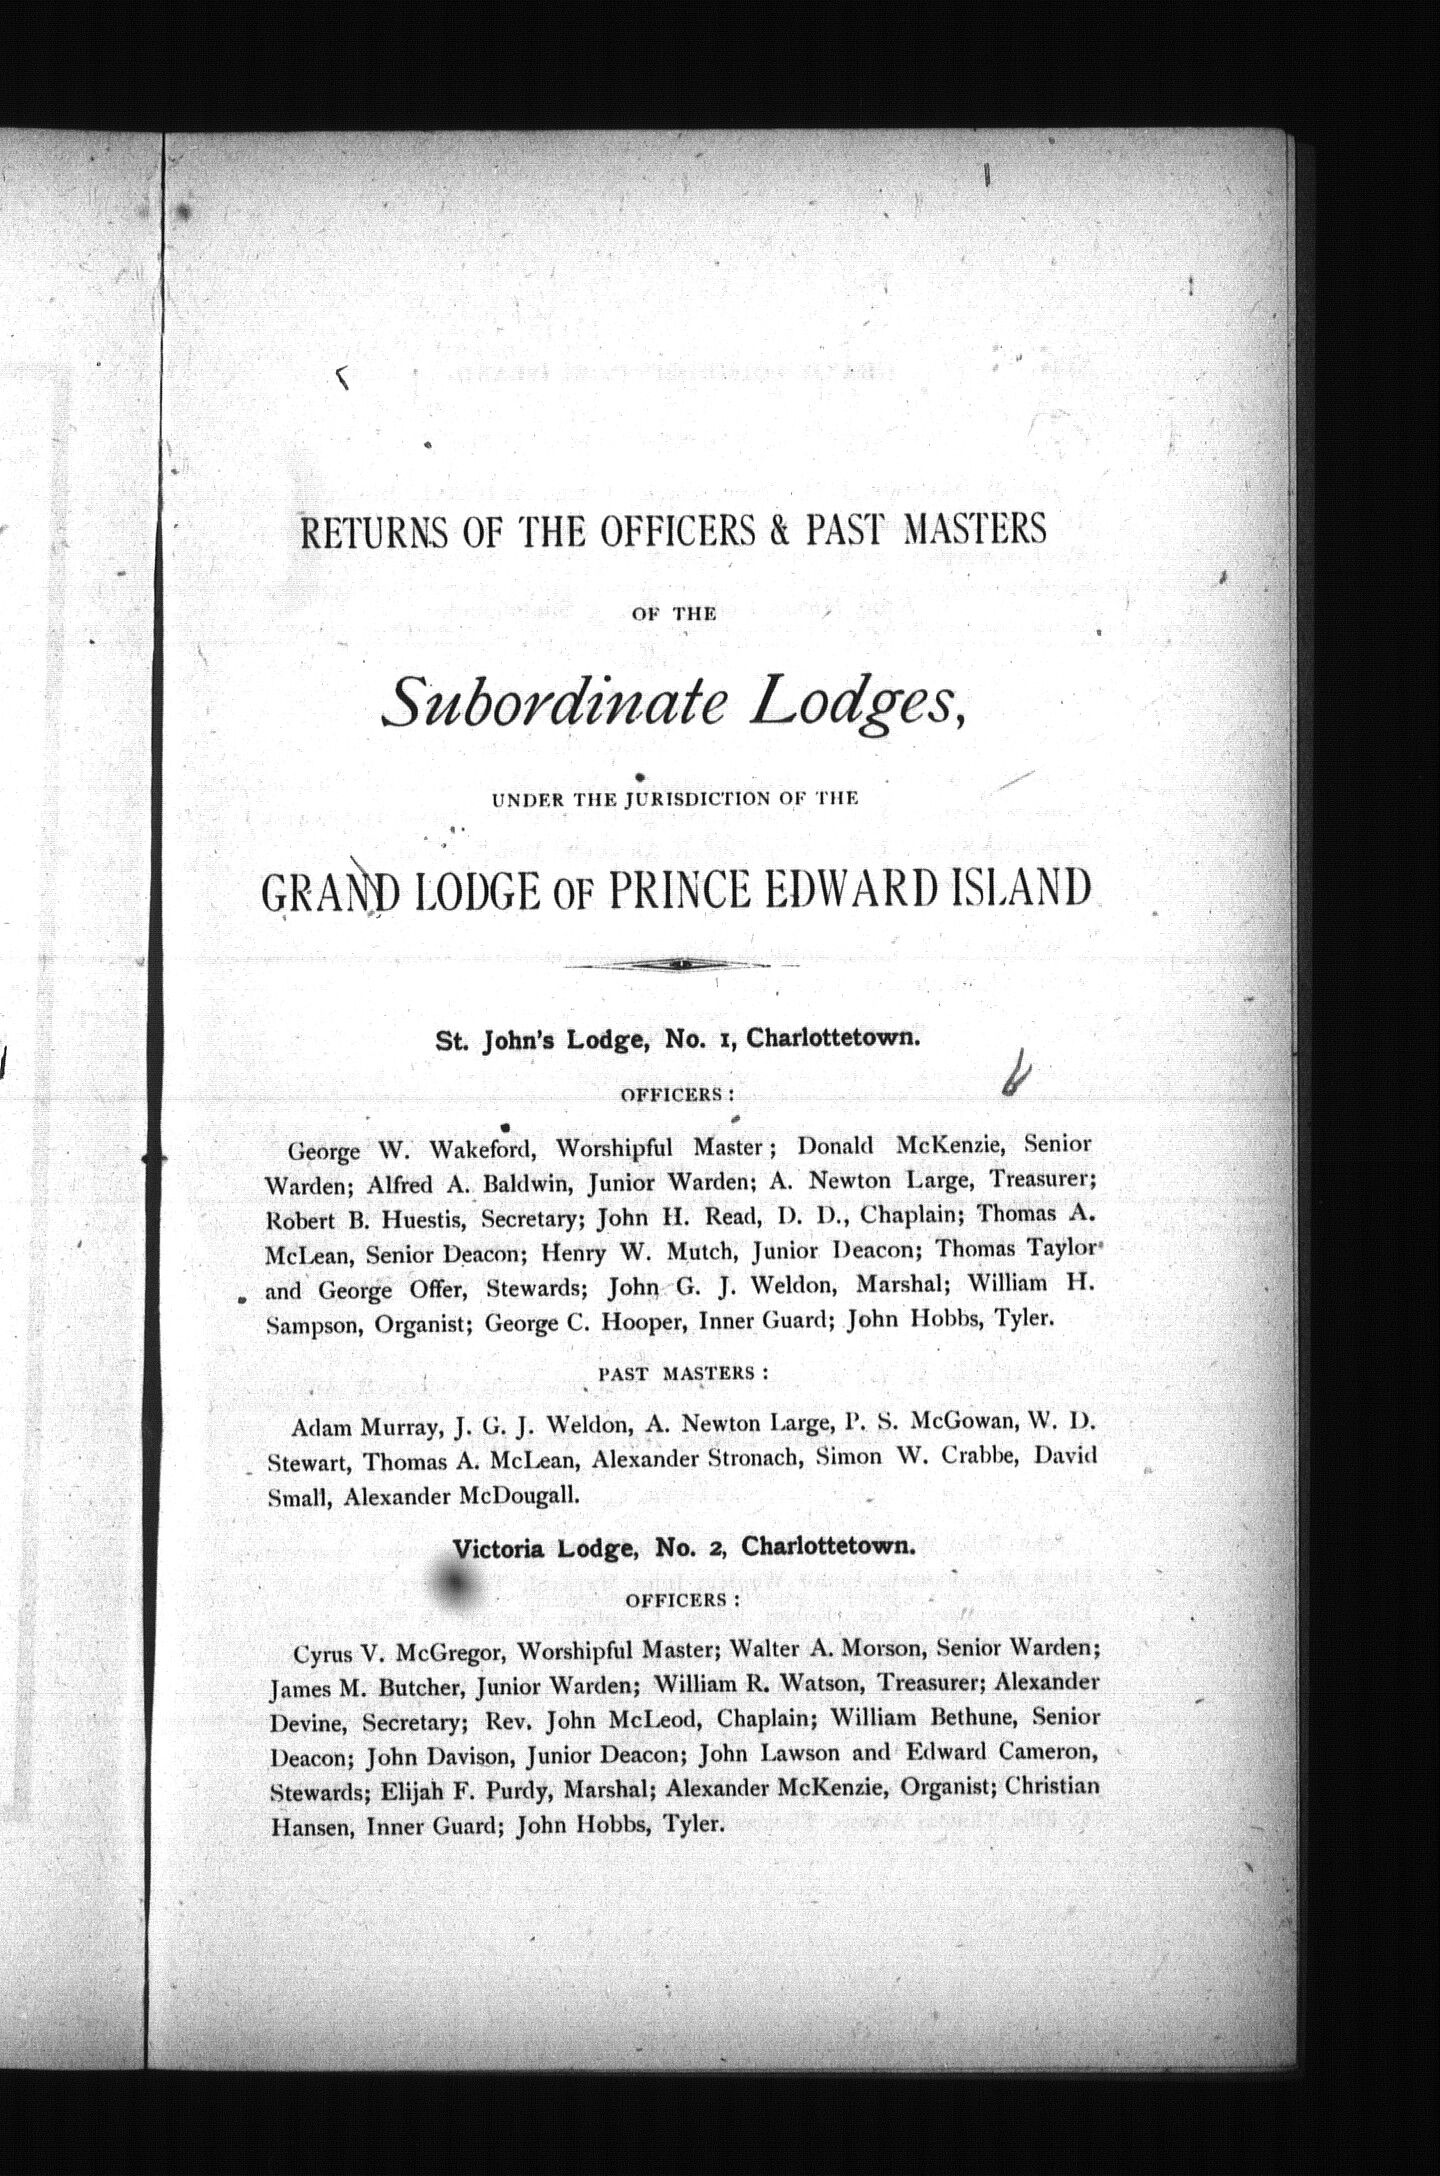 RETURNS OF THE OFFICERS & PAST MASTERS
OF THE
Subordinate Lodges,
UNDER THE JURISDICTION OF THE
GRAND LODGE OF PRINCE EDWARD ISLAND
St. John's Lodge, No. 1, Charlottetown.
OFFICERS:
George W. Wakeford, Worshipful Master; Donald McKenzie, Senior
Warden; Alfred A. Baldwin, Junior Warden; A. Newton Large, Treasurer;
Robert B. Huestis, Secretary; John H. Read, D. D., Chaplain; Thomas A.
McLean, Senior Deacon; Henry W. Mutch, Junior Deacon; Thomas Taylor
and George Offer, Stewards; John G. J. Weldon, Marshal; William H.
Sampson, Organist; George C. Hooper, Inner Guard; John Hobbs, Tyler.
PAST MASTERS:
Adam Murray, J. G. J. Weldon, A. Newton Large, P. S. McGowan, W. D.
Stewart, Thomas A. McLean, Alexander Stronach, Simon W. Crabbe, David
Small, Alexander McDougall.
Victoria Lodge, No. 2, Charlottetown.
OFFICERS:
Cyrus V. McGregor, Worshipful Master; Walter A. Morson, Senior Warden;
James M. Butcher, Junior Warden; William R. Watson, Treasurer; Alexander
Devine, Secretary; Rev. John McLeod, Chaplain; William Bethune, Senior
Deacon; John Davison, Junior Deacon; John Lawson and Edward Cameron,
Stewards; Elijah F. Purdy, Marshal; Alexander McKenzie, Organist; Christian
Hansen, Inner Guard; John Hobbs, Tyler.